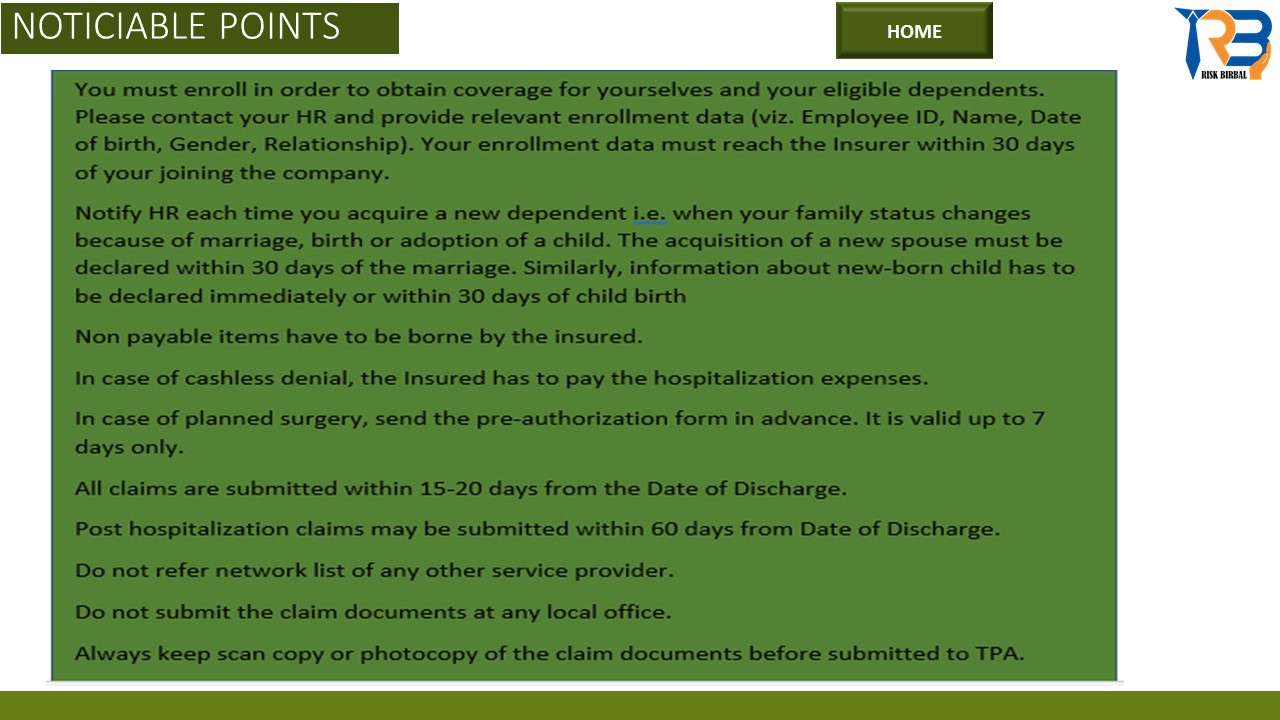 NOTICIABLE POINTS
HOME
RB
RISK BIRBAL
You must enroll in order to obtain coverage for yourselves and your eligible dependents.
Please contact your HR and provide relevant enrollment data (viz. Employee ID, Name, Date
of birth, Gender, Relationship). Your enrollment data must reach the Insurer within 30 days
of your joining the company.
Notify HR each time you acquire a new dependent i.e. when your family status changes
because of marriage, birth or adoption of a child. The acquisition of a new spouse must be
declared within 30 days of the marriage. Similarly, information about new-born child has to
be declared immediately or within 30 days of child birth
Non payable items have to be borne by the insured.
In case of cashless denial, the Insured has to pay the hospitalization expenses.
In case of planned surgery, send the pre-authorization form in advance. It is valid up to 7
days only.
All claims are submitted within 15-20 days from the Date of Discharge.
Post hospitalization claims may be submitted within 60 days from Date of Discharge.
Do not refer network list of any other service provider.
Do not submit the claim documents at any local office.
Always keep scan copy or photocopy of the claim documents before submitted to TPA.